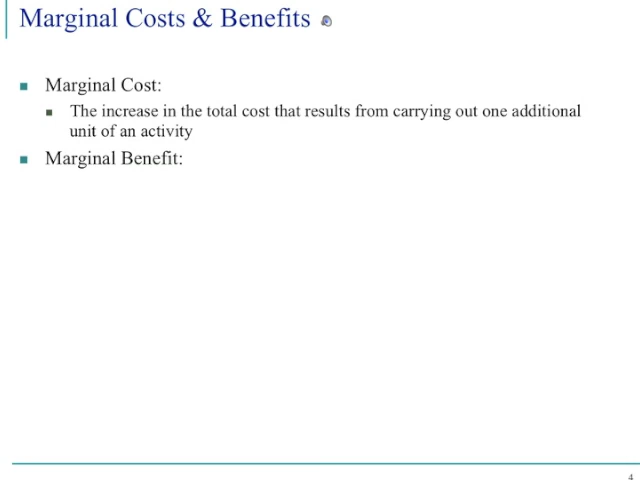 Marginal Costs & Benefits
Marginal Cost:
The increase in the total cost that results from carrying out one additional
unit of an activity
Marginal Benefit:
4